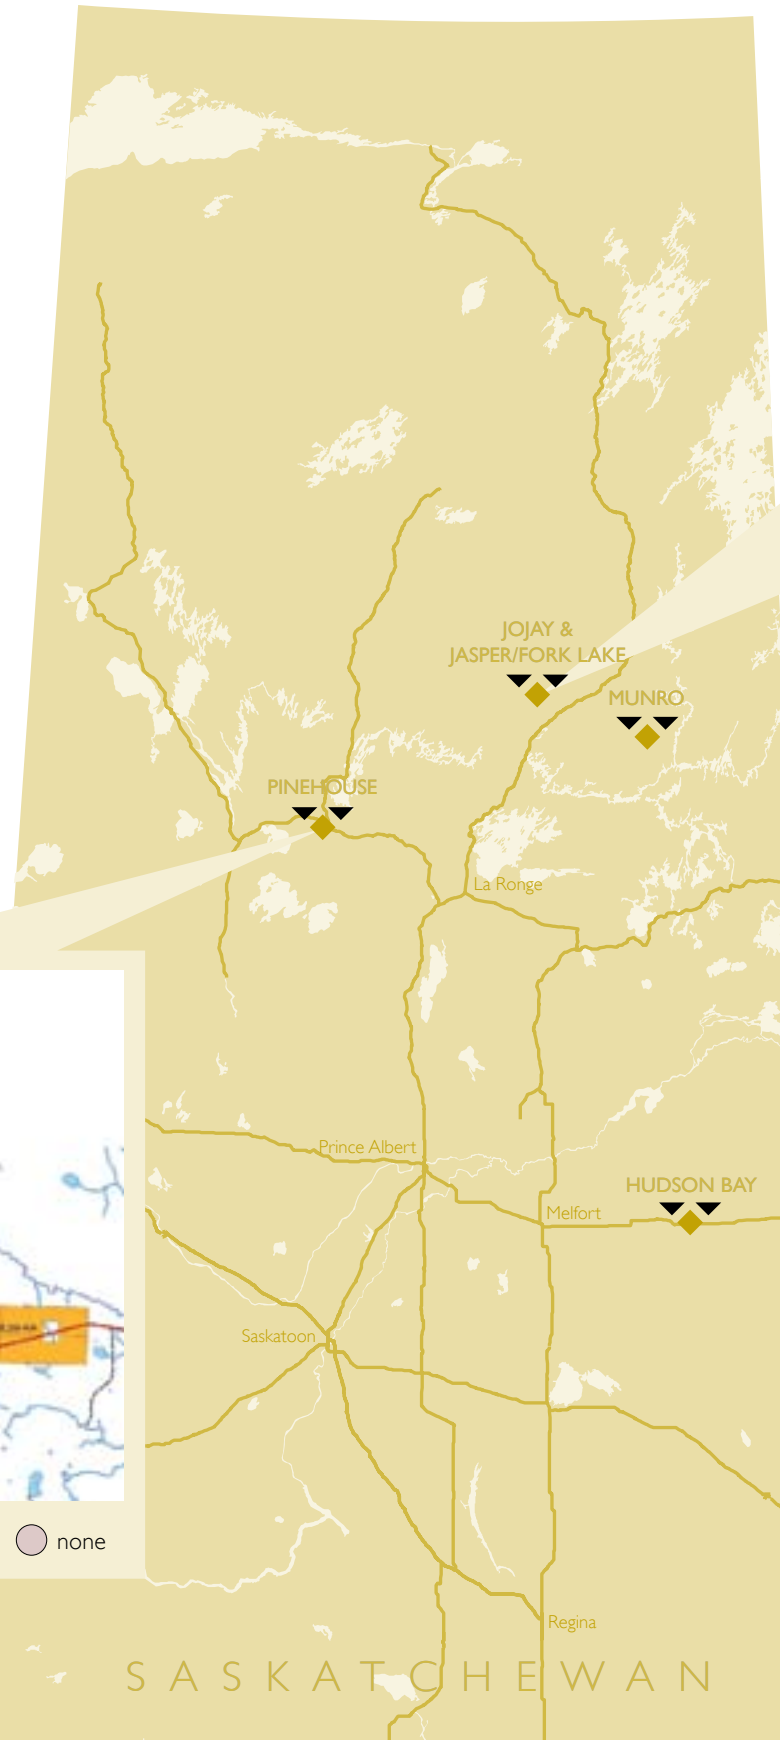 JOJAY &
JASPER/FORK LAKE
MUNRO
PINEHOUSE
La Ronge
Prince Albert
HUDSON BAY
Melfort
Saskatoon
none
Regina
SASKATCHEWAN